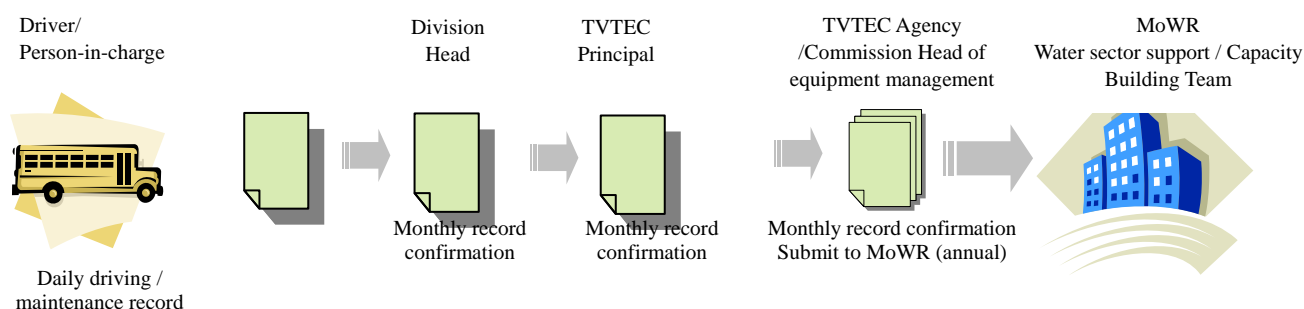 Driver/
Person-in-charge
Division
Head
TVTEC
Principal
TVTEC Agency
/Commission Head of
equipment management
MoWR
Water sector support / Capacity
Building Team
Monthly record
confirmation
Monthly record
confirmation
Monthly record confirmation
Submit to MoWR (annual)
Daily driving /
maintenance record